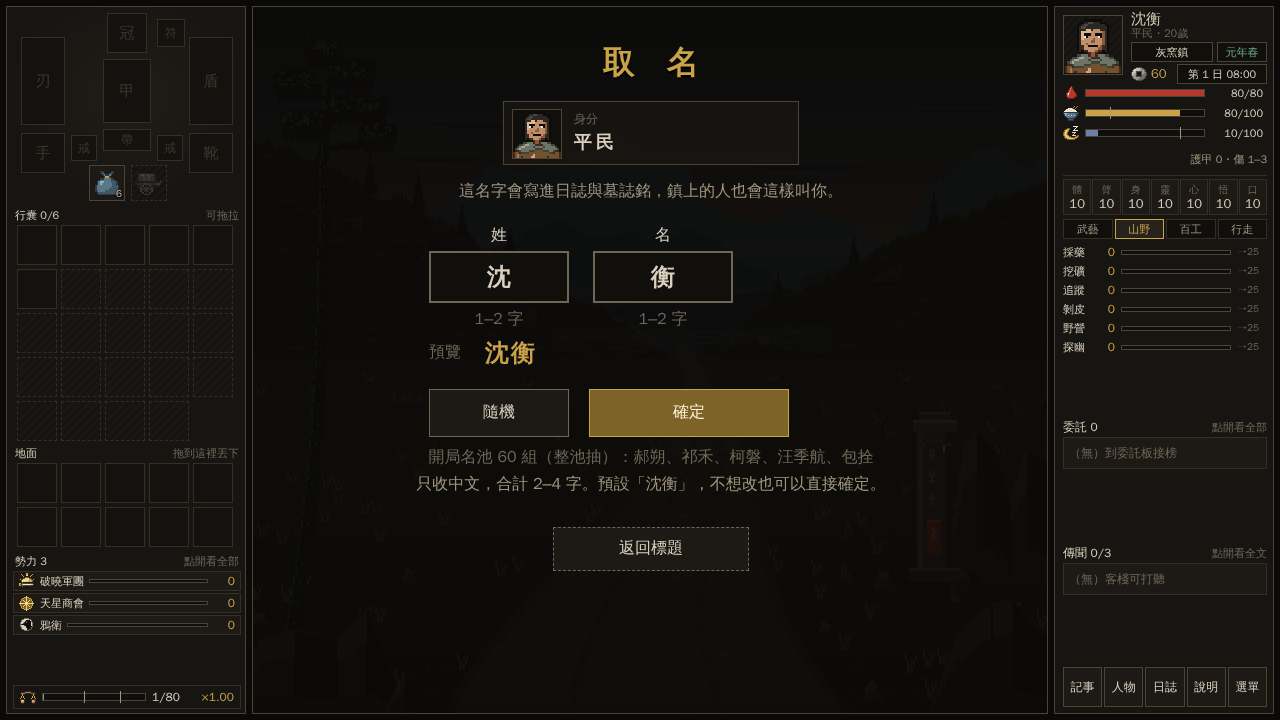 冠
符
刃
甲
盾
手
戒
帶
戒
靴
6
行囊 0/6
可拖拉
地面
拖到這裡丟下
勢力 3
點開看全部
破曉軍團
0
天星商會
0
鴉衛
0
1/80
×1.00
取 名
身分
平民
這名字會寫進日誌與墓誌銘，鎮上的人也會這樣叫你。
姓
名
沈
衡
1–2 字
1–2 字
預覽
沈衡
隨機
確定
開局名池 60 組（整池抽）：郝朔、祁禾、柯磐、汪季航、包拴
只收中文，合計 2–4 字。預設「沈衡」，不想改也可以直接確定。
返回標題
沈衡
平民・20歲
灰窯鎮
元年春
60
第 1 日 08:00
80/80
80/100
10/100
護甲 0・傷 1–3
體
臂
身
靈
心
悟
口
10
10
10
10
10
10
10
武藝
山野
百工
行走
採藥
0
→25
挖礦
0
→25
追蹤
0
→25
剝皮
0
→25
野營
0
→25
探幽
0
→25
委託 0
點開看全部
（無）到委託板接榜
傳聞 0/3
點開看全文
（無）客棧可打聽
記事
人物
日誌
說明
選單